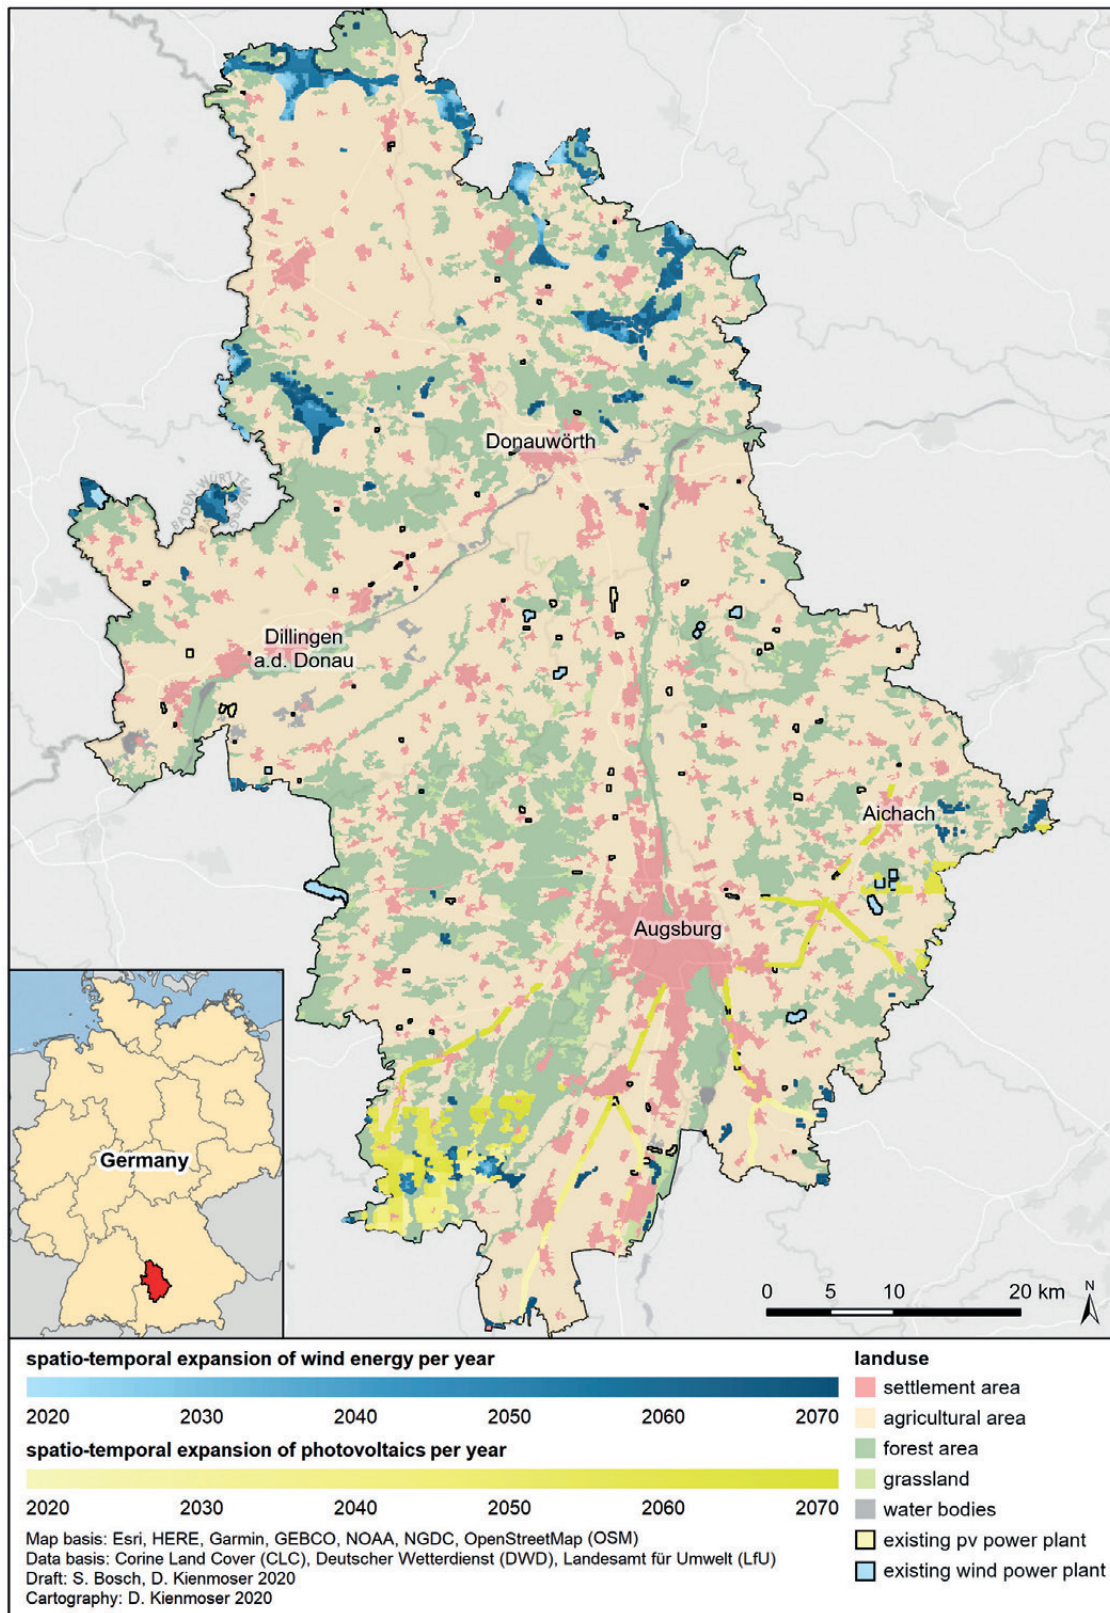 Donauwörth
BADEN-WÜRTTEMBERG
Dillingen
a.d. Donau
Aichach
Augsburg
Germany
0 5 10 20 km
N
spatio-temporal expansion of wind energy per year
2020 2030 2040 2050 2060 2070
spatio-temporal expansion of photovoltaics per year
2020 2030 2040 2050 2060 2070
Map basis: Esri, HERE, Garmin, GEBCO, NOAA, NGDC, OpenStreetMap (OSM)
Data basis: Corine Land Cover (CLC), Deutscher Wetterdienst (DWD), Landesamt für Umwelt (LfU)
Draft: S. Bosch, D. Kienmoser 2020
Cartography: D. Kienmoser 2020
landuse
settlement area
agricultural area
forest area
grassland
water bodies
existing pv power plant
existing wind power plant